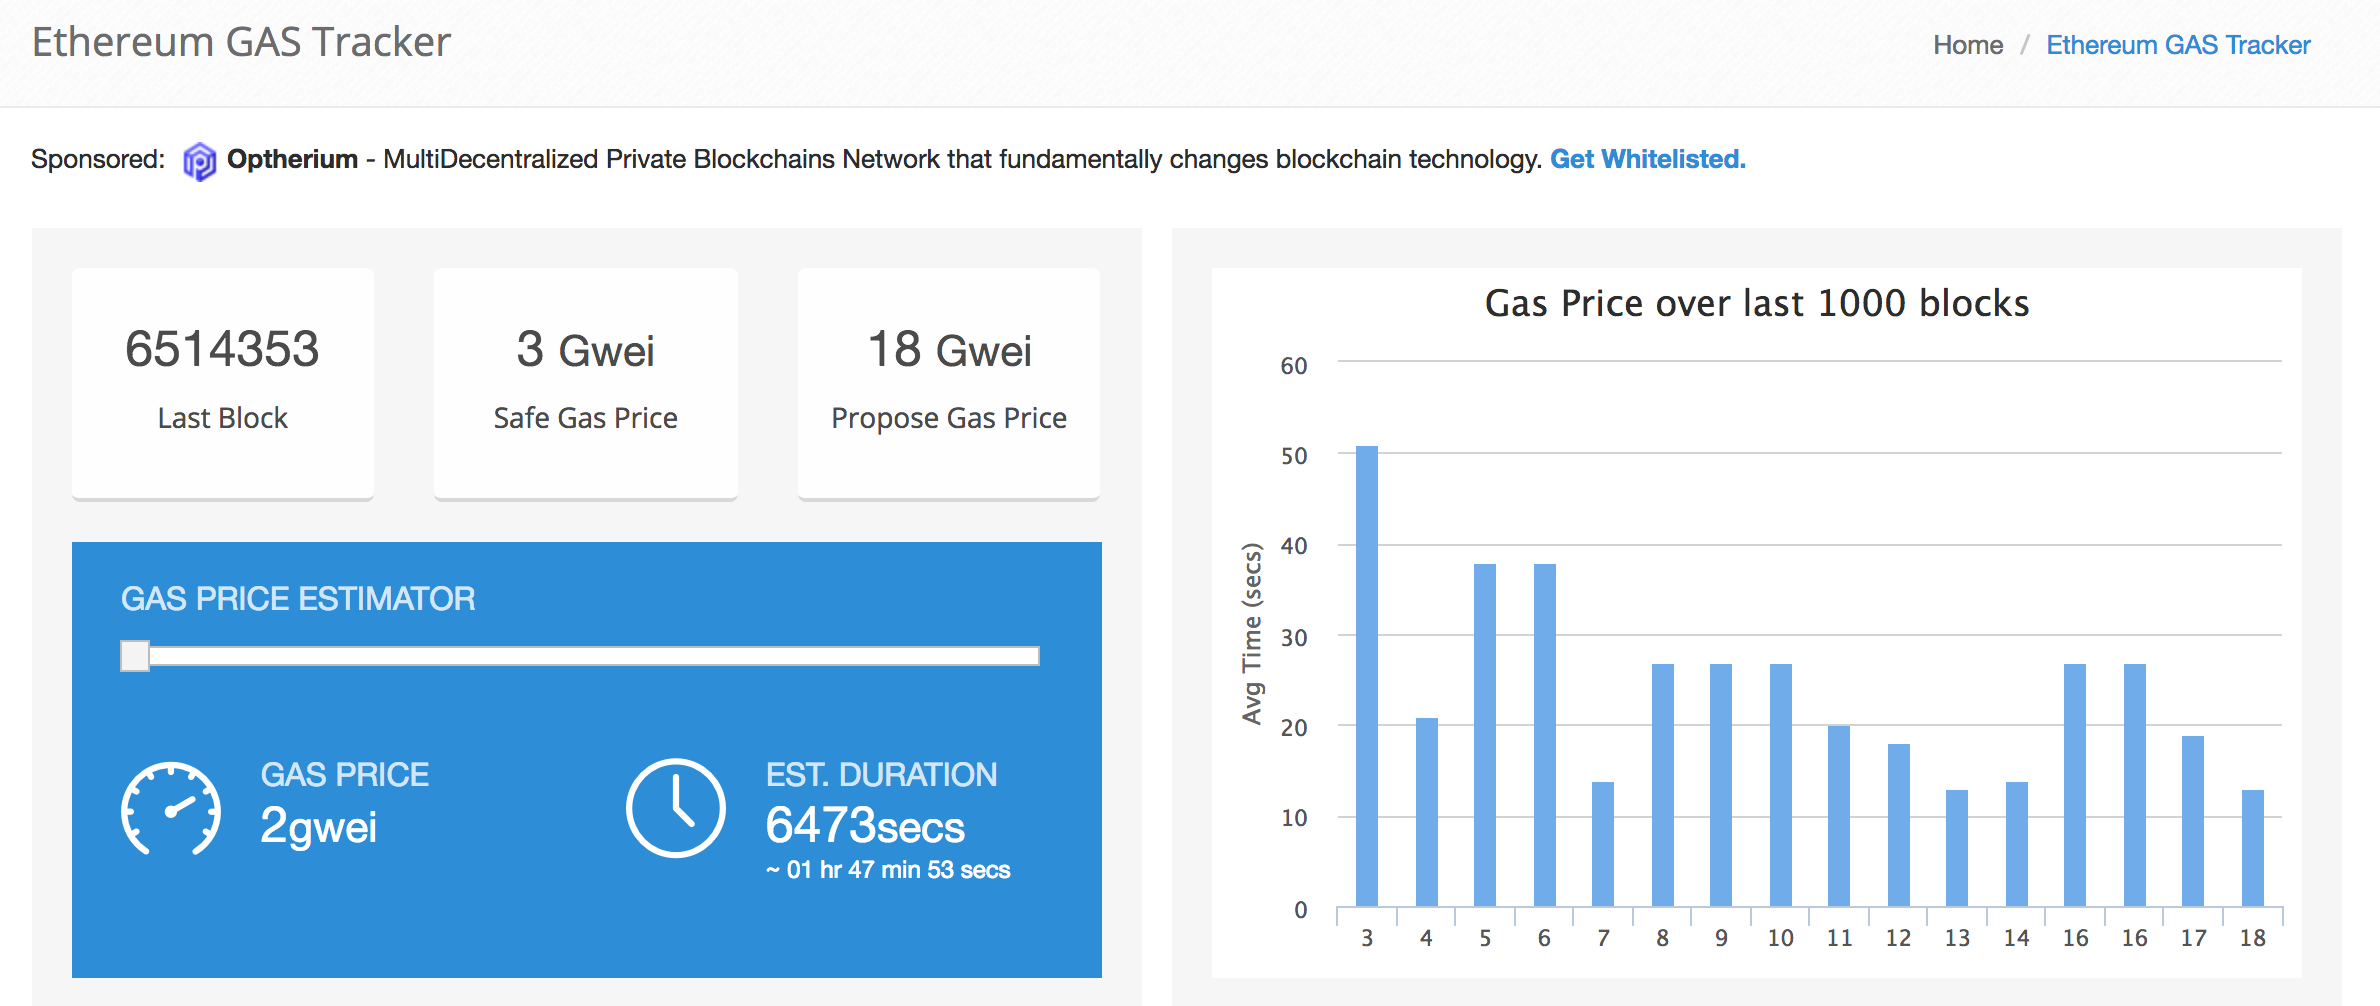 Ethereum GAS Tracker
Home / Ethereum GAS Tracker
Sponsored: Optherium - MultiDecentralized Private Blockchains Network that fundamentally changes blockchain technology. Get Whitelisted.
6514353
Last Block
3 Gwei
Safe Gas Price
18 Gwei
Propose Gas Price
GAS PRICE ESTIMATOR
GAS PRICE
2gwei
EST. DURATION
6473secs
~ 01 hr 47 min 53 secs
Gas Price over last 1000 blocks
Avg Time (secs)
60
50
40
30
20
10
0
3 4 5 6 7 8 9 10 11 12 13 14 16 16 17 18